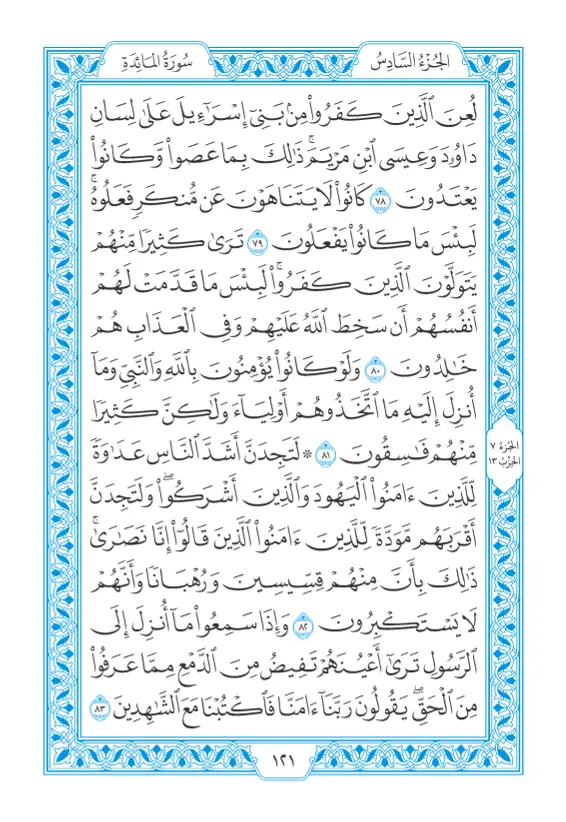 الجُزْءُ السَّادِسُ
سُورَةُ المَائِدَةِ
لُعِنَ ٱلَّذِينَ كَفَرُوا۟ مِنۢ بَنِىٓ إِسْرَٰٓءِيلَ عَلَىٰ لِسَانِ
دَاوُۥدَ وَعِيسَى ٱبْنِ مَرْيَمَ ۚ ذَٰلِكَ بِمَا عَصَوا۟ وَّكَانُوا۟
يَعْتَدُونَ ٧٨ كَانُوا۟ لَا يَتَنَاهَوْنَ عَن مُّنكَرٍ فَعَلُوهُ ۚ
لَبِئْسَ مَا كَانُوا۟ يَفْعَلُونَ ٧٩ تَرَىٰ كَثِيرًا مِّنْهُمْ
يَتَوَلَّوْنَ ٱلَّذِينَ كَفَرُوا۟ ۚ لَبِئْسَ مَا قَدَّمَتْ لَهُمْ
أَنفُسُهُمْ أَن سَخِطَ ٱللَّهُ عَلَيْهِمْ وَفِى ٱلْعَذَابِ هُمْ
خَٰلِدُونَ ٨٠ وَلَوْ كَانُوا۟ يُؤْمِنُونَ بِٱللَّهِ وَٱلنَّبِىِّ وَمَآ
أُنزِلَ إِلَيْهِ مَا ٱتَّخَذُوهُمْ أَوْلِيَآءَ وَلَٰكِنَّ كَثِيرًا
مِّنْهُمْ فَٰسِقُونَ ٨١ * لَتَجِدَنَّ أَشَدَّ ٱلنَّاسِ عَدَٰوَةً
لِّلَّذِينَ ءَامَنُوا۟ ٱلْيَهُودَ وَٱلَّذِينَ أَشْرَكُوا۟ ۖ وَلَتَجِدَنَّ
أَقْرَبَهُم مَّوَدَّةً لِّلَّذِينَ ءَامَنُوا۟ ٱلَّذِينَ قَالُوٓا۟ إِنَّا نَصَٰرَىٰ ۚ
ذَٰلِكَ بِأَنَّ مِنْهُمْ قِسِّيسِينَ وَرُهْبَانًا وَأَنَّهُمْ
لَا يَسْتَكْبِرُونَ ٨٢ وَإِذَا سَمِعُوا۟ مَآ أُنزِلَ إِلَى
ٱلرَّسُولِ تَرَىٰٓ أَعْيُنَهُمْ تَفِيضُ مِنَ ٱلدَّمْعِ مِمَّا عَرَفُوا۟
مِنَ ٱلْحَقِّ ۖ يَقُولُونَ رَبَّنَآ ءَامَنَّا فَٱكْتُبْنَا مَعَ ٱلشَّٰهِدِينَ ٨٣
الجُزءُ ٧
الحِزبُ ١٣
١٢١